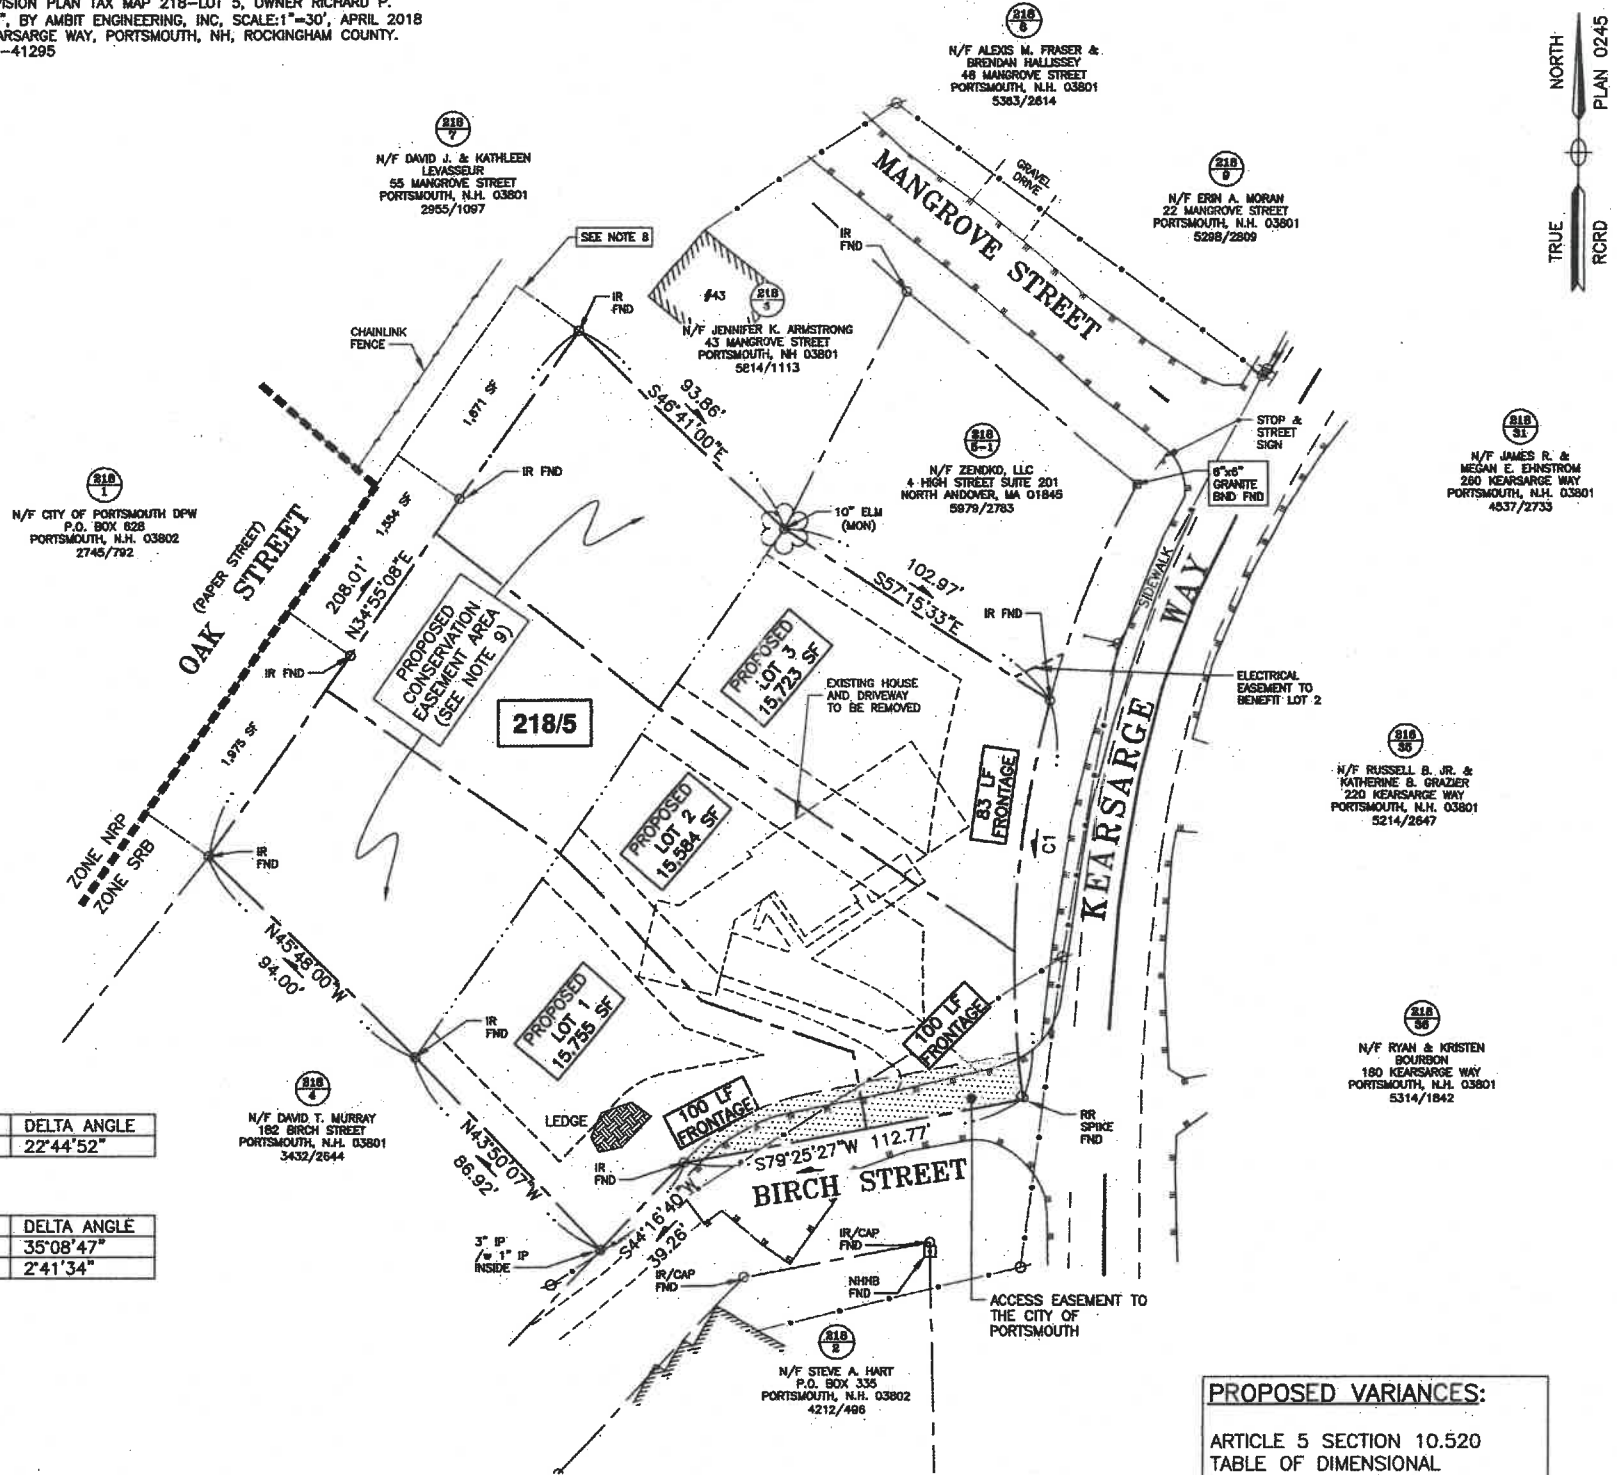 VISION PLAN TAX MAP 218-LOT 5, OWNER RICHARD P.
", BY AMBIT ENGINEERING, INC, SCALE:1"=30', APRIL 2018
ARSARGE WAY, PORTSMOUTH, NH, ROCKINGHAM COUNTY.
-41295
NORTH
TRUE
PLAN 0245
RCRD
218
6
N/F ALEXIS M. FRASER &
BRENDAN HALLISSEY
46 MANGROVE STREET
PORTSMOUTH, N.H. 03801
5363/2614
218
7
N/F DAVID J. & KATHLEEN
LEVASSEUR
55 MANGROVE STREET
PORTSMOUTH, N.H. 03801
2955/1097
218
9
N/F ERIN A. MORAN
22 MANGROVE STREET
PORTSMOUTH, N.H. 03801
5298/2809
GRAVEL
DRIVE
MANGROVE STREET
SEE NOTE 8
IR
FND
IR
FND
#43
218
N/F JENNIFER K. ARMSTRONG
43 MANGROVE STREET
PORTSMOUTH, NH 03801
5814/1113
CHAINLINK
FENCE
1,671 SF
93.86'
S46°41'00"E
STOP &
STREET
SIGN
218
5-1
N/F ZENDKO, LLC
4 HIGH STREET SUITE 201
NORTH ANDOVER, MA 01845
5979/2783
6"x6"
GRANITE
BND FND
218
31
N/F JAMES R. &
MEGAN E. EHNSTROM
260 KEARSARGE WAY
PORTSMOUTH, N.H. 03801
4537/2733
218
1
N/F CITY OF PORTSMOUTH DPW
P.O. BOX 628
PORTSMOUTH, N.H. 03802
2745/792
IR FND
1,554 SF
10" ELM
(MON)
(PAPER STREET)
OAK STREET
208.01'
N34°55'08"E
102.97'
S57°15'33"E
SIDEWALK
IR FND
PROPOSED
CONSERVATION
EASEMENT AREA
(SEE NOTE 9)
PROPOSED
LOT 3
15,723 SF
IR FND
EXISTING HOUSE
AND DRIVEWAY
TO BE REMOVED
ELECTRICAL
EASEMENT TO
BENEFIT LOT 2
218/5
1,975 SF
KEARSARGE WAY
218
35
N/F RUSSELL B. JR. &
KATHERINE B. GRAZIER
220 KEARSARGE WAY
PORTSMOUTH, N.H. 03801
5214/2647
83 LF
FRONTAGE
C1
PROPOSED
LOT 2
15,584 SF
ZONE NRP
ZONE SRB
IR
FND
N45°48'00"W
94.00'
PROPOSED
LOT 1
15,755 SF
100 LF
FRONTAGE
IR
FND
218
36
N/F RYAN & KRISTEN
BOURBON
180 KEARSARGE WAY
PORTSMOUTH, N.H. 03801
5314/1842
218
4
N/F DAVID T. MURRAY
182 BIRCH STREET
PORTSMOUTH, N.H. 03801
3432/2644
LEDGE
100 LF
FRONTAGE
RR
SPIKE
FND
DELTA ANGLE
22°44'52"
N43°50'07"W
86.92'
IR
FND
S79°25'27"W 112.77'
BIRCH STREET
DELTA ANGLE
35°08'47"
2°41'34"
S44°16'40"W
39.26'
3" IP
/w 1" IP
INSIDE
IR/CAP
FND
IR/CAP
FND
NHHB
FND
ACCESS EASEMENT TO
THE CITY OF
PORTSMOUTH
218
2
N/F STEVE A. HART
P.O. BOX 335
PORTSMOUTH, N.H. 03802
4212/496
PROPOSED VARIANCES:
ARTICLE 5 SECTION 10.520
TABLE OF DIMENSIONAL